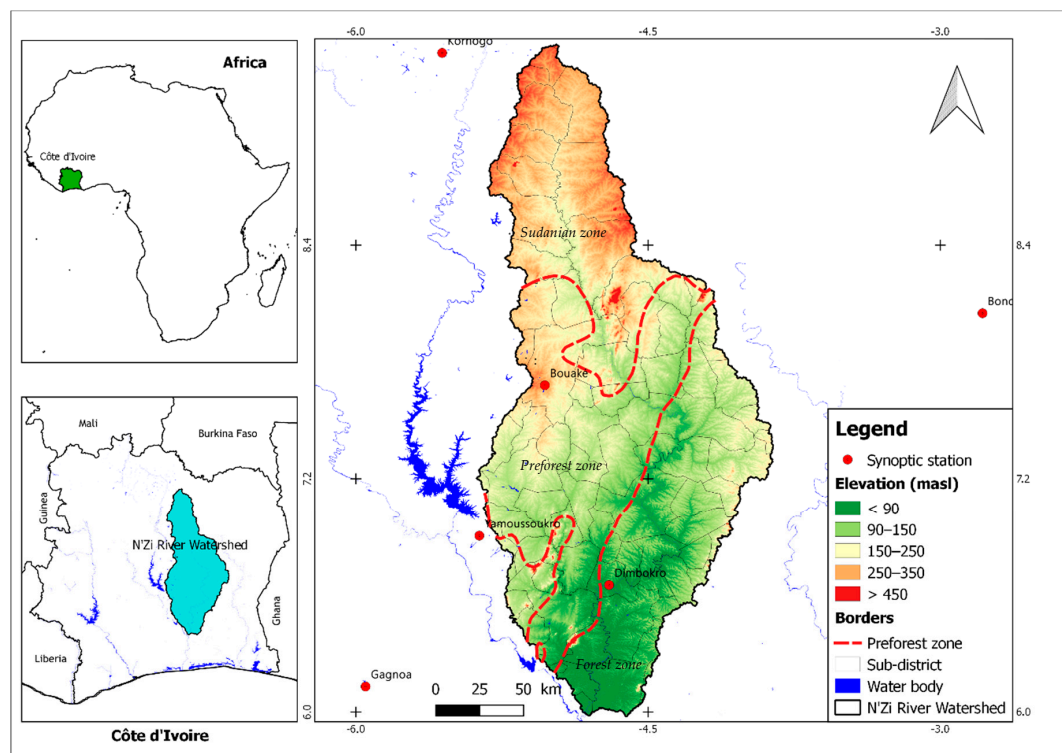 Africa
Côte d'Ivoire
Mali
Burkina Faso
Guinea
N'Zi River Watershed
Ghana
Liberia
Côte d'Ivoire
-6.0
-4.5
-3.0
Kornogo
8.4
8.4
Sudanian zone
Bond
Bouaké
Preforest zone
7.2
7.2
Yamoussoukro
Dimbokro
Forest zone
Gagnoa
0 25 50 km
6.0
6.0
-6.0
-4.5
-3.0
Legend
Synoptic station
Elevation (masl)
< 90
90–150
150–250
250–350
> 450
Borders
Preforest zone
Sub-district
Water body
N'Zi River Watershed